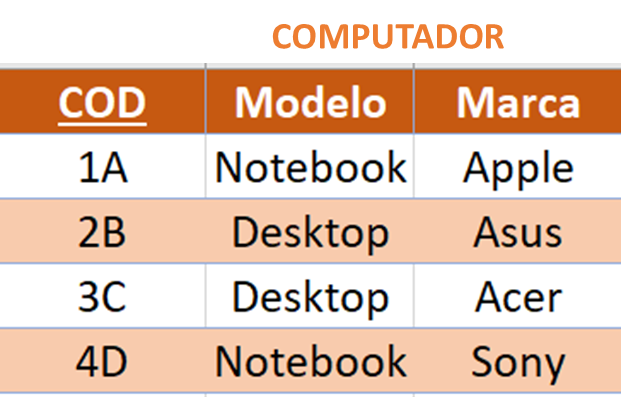 COMPUTADOR
COD Modelo Marca
1A Notebook Apple
2B Desktop Asus
3C Desktop Acer
4D Notebook Sony